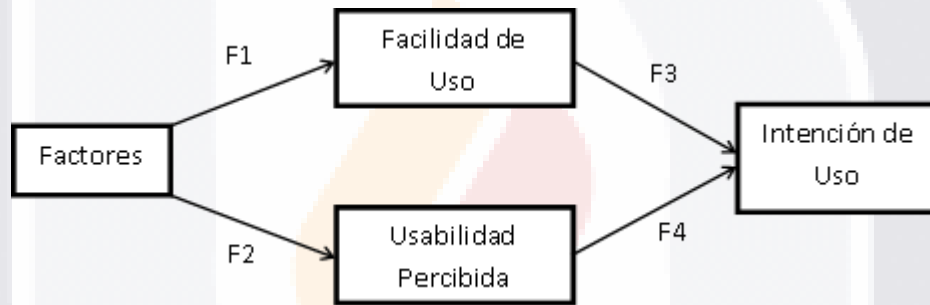 Facilidad de
Uso
F1
F3
Factores
Intención de
Uso
F2
F4
Usabilidad
Percibida